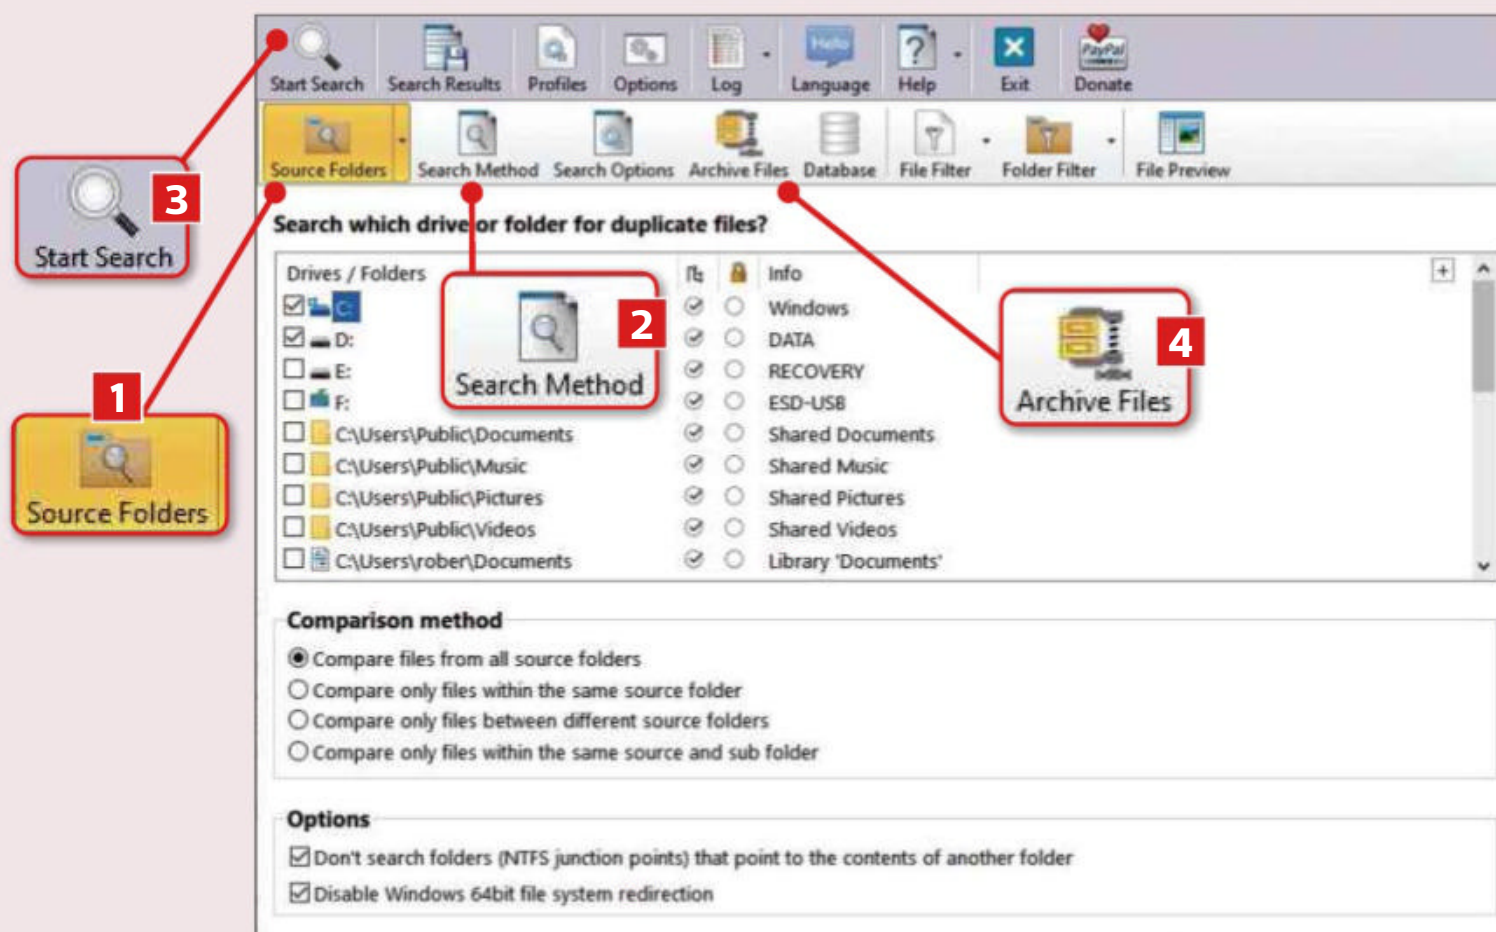 Start Search Search Results Profiles Options Log Language Help Exit Donate
Hello
PayPal
Source Folders Search Method Search Options Archive Files Database File Filter Folder Filter File Preview
3
Start Search
Search which drive or folder for duplicate files?
Drives / Folders Info
C: Windows
D: DATA
E: RECOVERY
F: ESD-USB
C:\Users\Public\Documents Shared Documents
C:\Users\Public\Music Shared Music
C:\Users\Public\Pictures Shared Pictures
C:\Users\Public\Videos Shared Videos
C:\Users\rober\Documents Library 'Documents'
2
Search Method
4
Archive Files
1
Source Folders
Comparison method
Compare files from all source folders
Compare only files within the same source folder
Compare only files between different source folders
Compare only files within the same source and sub folder
Options
Don't search folders (NTFS junction points) that point to the contents of another folder
Disable Windows 64bit file system redirection